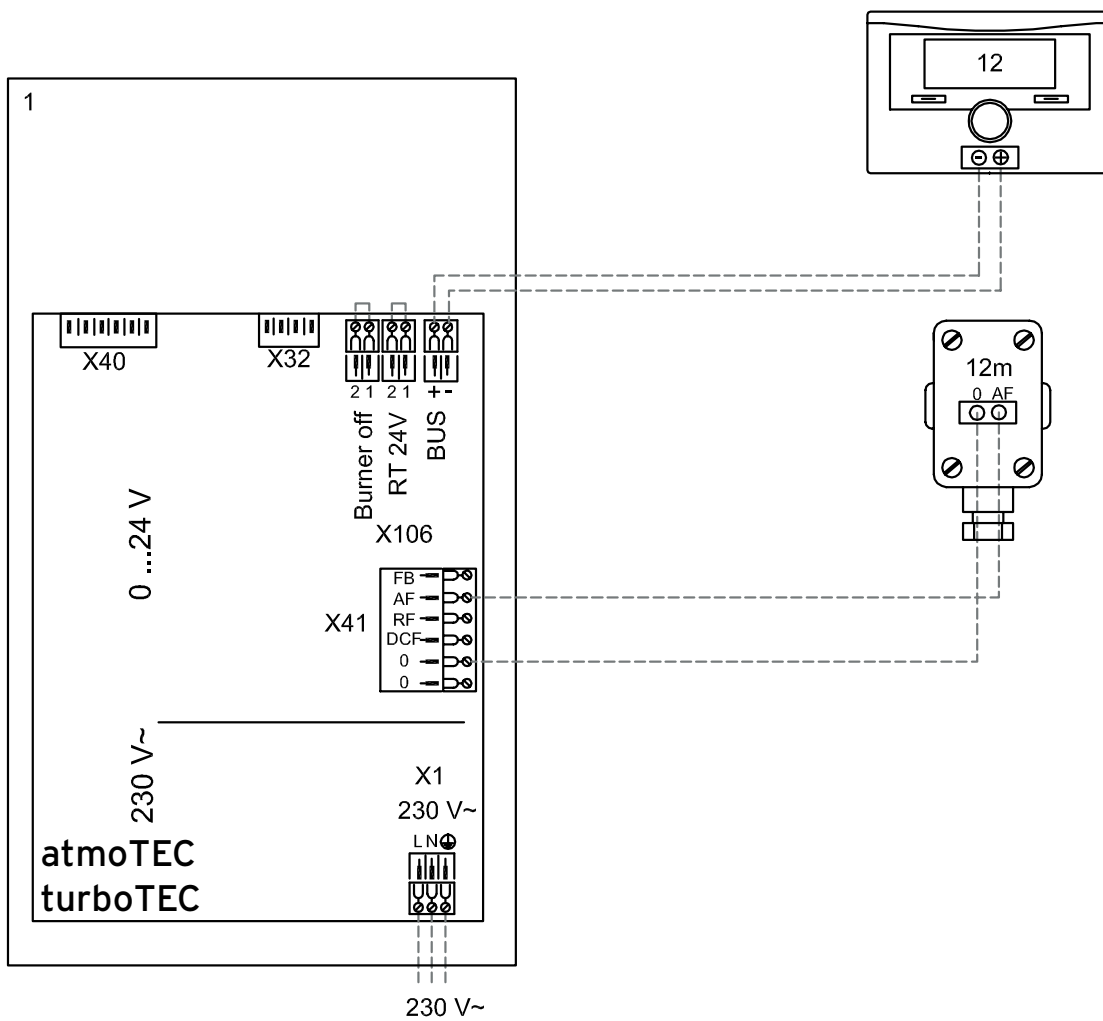 1
12
- +
X40
X32
2 1
2 1
+ -
Burner off
RT 24V
BUS
12m
0 AF
X106
0 ...24 V
X41
FB
AF
RF
DCF
0
0
230 V~
X1
230 V~
L N
atmoTEC
turboTEC
230 V~